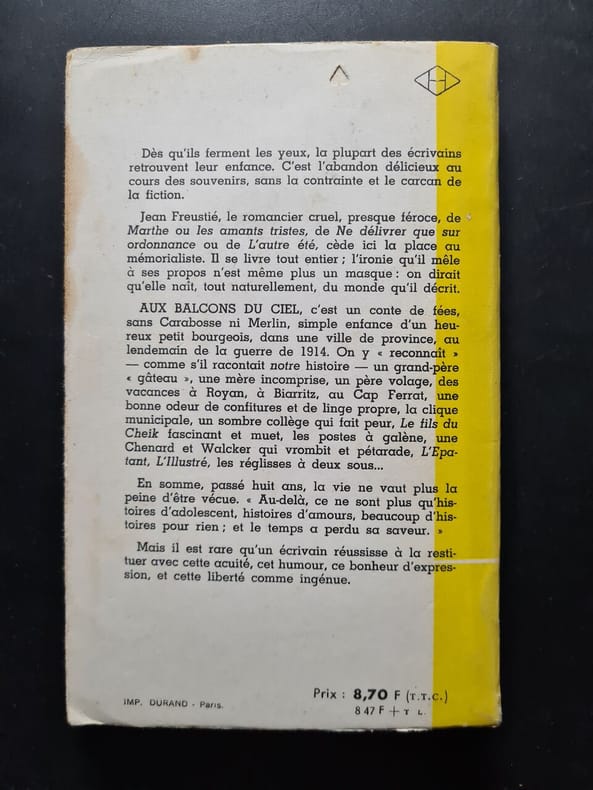 Dès qu'ils ferment les yeux, la plupart des écrivains
retrouvent leur enfance. C'est l'abandon délicieux au
cours des souvenirs, sans la contrainte et le carcan de
la fiction.
Jean Freustié, le romancier cruel, presque féroce, de
Marthe ou les amants tristes, de Ne délivrer que sur
ordonnance ou de L'autre été, cède ici la place au
mémorialiste. Il se livre tout entier ; l'ironie qu'il mêle
à ses propos n'est même plus un masque : on dirait
qu'elle naît, tout naturellement, du monde qu'il décrit.
AUX BALCONS DU CIEL, c'est un conte de fées,
sans Carabosse ni Merlin, simple enfance d'un heu-
reux petit bourgeois, dans une ville de province, au
lendemain de la guerre de 1914. On y « reconnaît »
— comme s'il racontait notre histoire — un grand-père
« gâteau », une mère incomprise, un père volage, des
vacances à Royan, à Biarritz, au Cap Ferrat, une
bonne odeur de confitures et de linge propre, la clique
municipale, un sombre collège qui fait peur, Le fils du
Cheik fascinant et muet, les postes à galène, une
Chenard et Walcker qui vrombit et pétarade, L'Epa-
tant, L'Illustré, les réglisses à deux sous...
En somme, passé huit ans, la vie ne vaut plus la
peine d'être vécue. « Au-delà, ce ne sont plus qu'his-
toires d'adolescent, histoires d'amours, beaucoup d'his-
toires pour rien ; et le temps a perdu sa saveur. »
Mais il est rare qu'un écrivain réussisse à la resti-
tuer avec cette acuité, cet humour, ce bonheur d'expres-
sion, et cette liberté comme ingénue.
Prix : 8,70 F (T.T.C.)
8 47 F + T L.
IMP. DURAND - Paris.